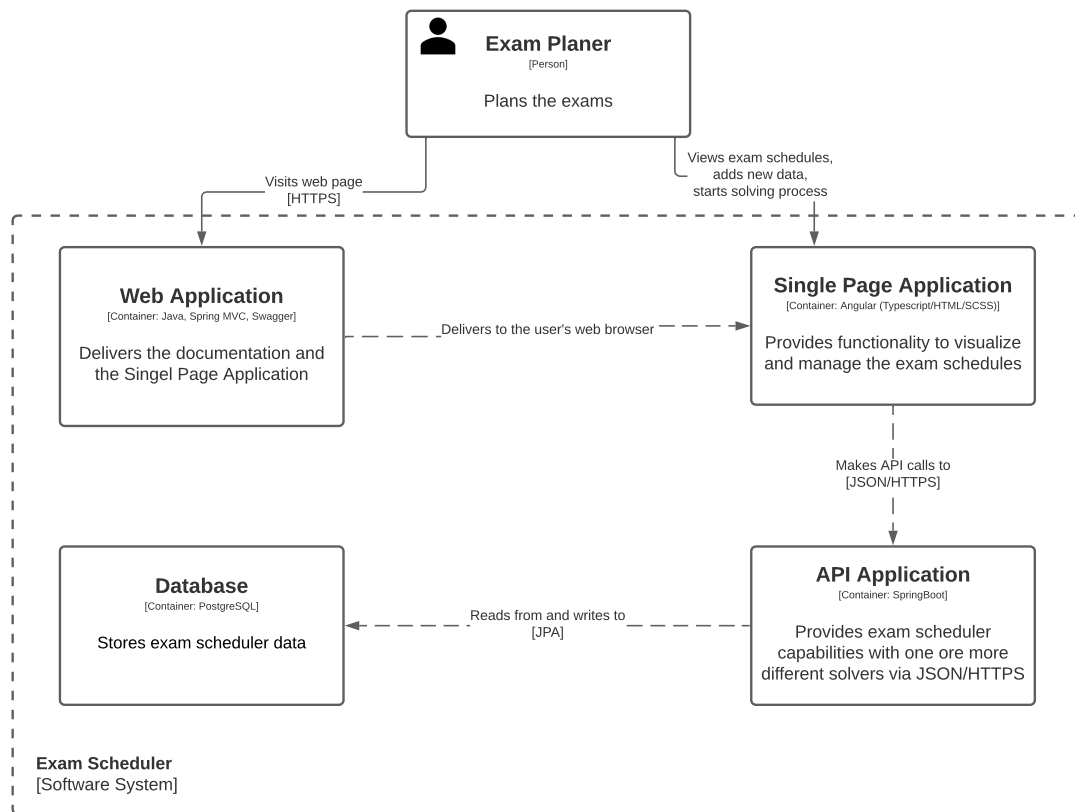 Exam Planer
[Person]
Plans the exams
Visits web page
[HTTPS]
Views exam schedules,
adds new data,
starts solving process
Web Application
[Container: Java, Spring MVC, Swagger]
Delivers the documentation and
the Singel Page Application
Delivers to the user's web browser
Single Page Application
[Container: Angular (Typescript/HTML/SCSS)]
Provides functionality to visualize
and manage the exam schedules
Makes API calls to
[JSON/HTTPS]
Database
[Container: PostgreSQL]
Stores exam scheduler data
Reads from and writes to
[JPA]
API Application
[Container: SpringBoot]
Provides exam scheduler
capabilities with one ore more
different solvers via JSON/HTTPS
Exam Scheduler
[Software System]